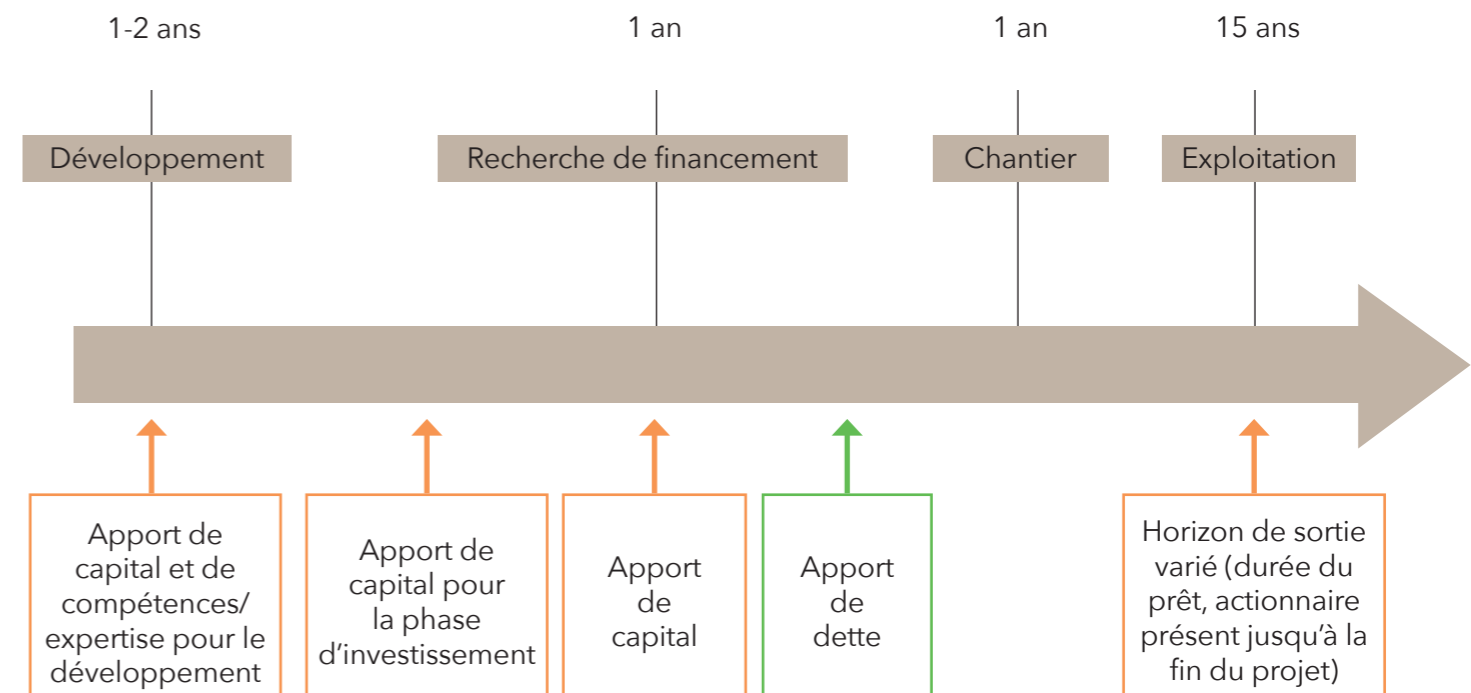 1-2 ans
1 an
1 an
15 ans
Développement
Recherche de financement
Chantier
Exploitation
Apport de
capital et de
compétences/
expertise pour le
développement
Apport de
capital pour
la phase
d'investissement
Apport
de
capital
Apport
de
dette
Horizon de sortie
varié (durée du
prêt, actionnaire
présent jusqu'à la
fin du projet)